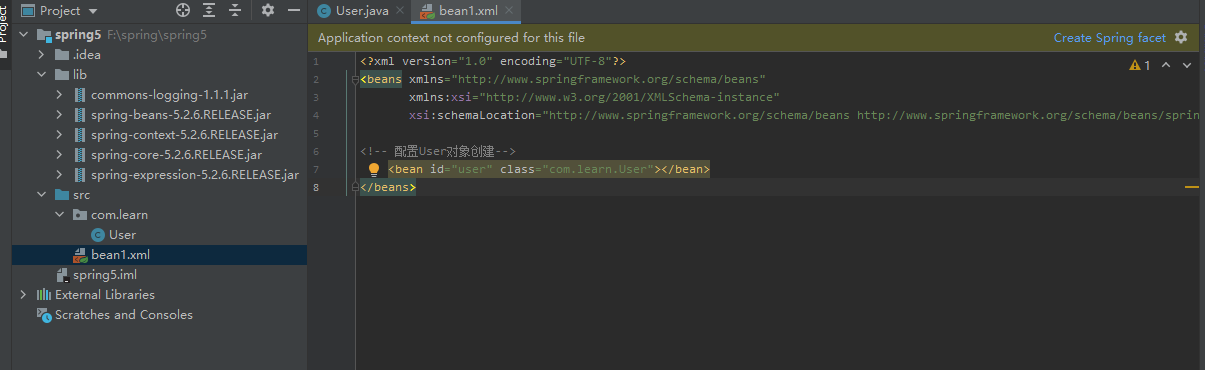 Project
Project
User.java
bean1.xml
spring5 F:\spring\spring5
.idea
lib
commons-logging-1.1.1.jar
spring-beans-5.2.6.RELEASE.jar
spring-context-5.2.6.RELEASE.jar
spring-core-5.2.6.RELEASE.jar
spring-expression-5.2.6.RELEASE.jar
src
com.learn
User
bean1.xml
spring5.iml
External Libraries
Scratches and Consoles
Application context not configured for this file
Create Spring facet
1
1 <?xml version="1.0" encoding="UTF-8"?>
2 <beans xmlns="http://www.springframework.org/schema/beans"
3 xmlns:xsi="http://www.w3.org/2001/XMLSchema-instance"
4 xsi:schemaLocation="http://www.springframework.org/schema/beans http://www.springframework.org/schema/beans/sprin
5
6 <!-- 配置User对象创建-->
7 <bean id="user" class="com.learn.User"></bean>
8 </beans>